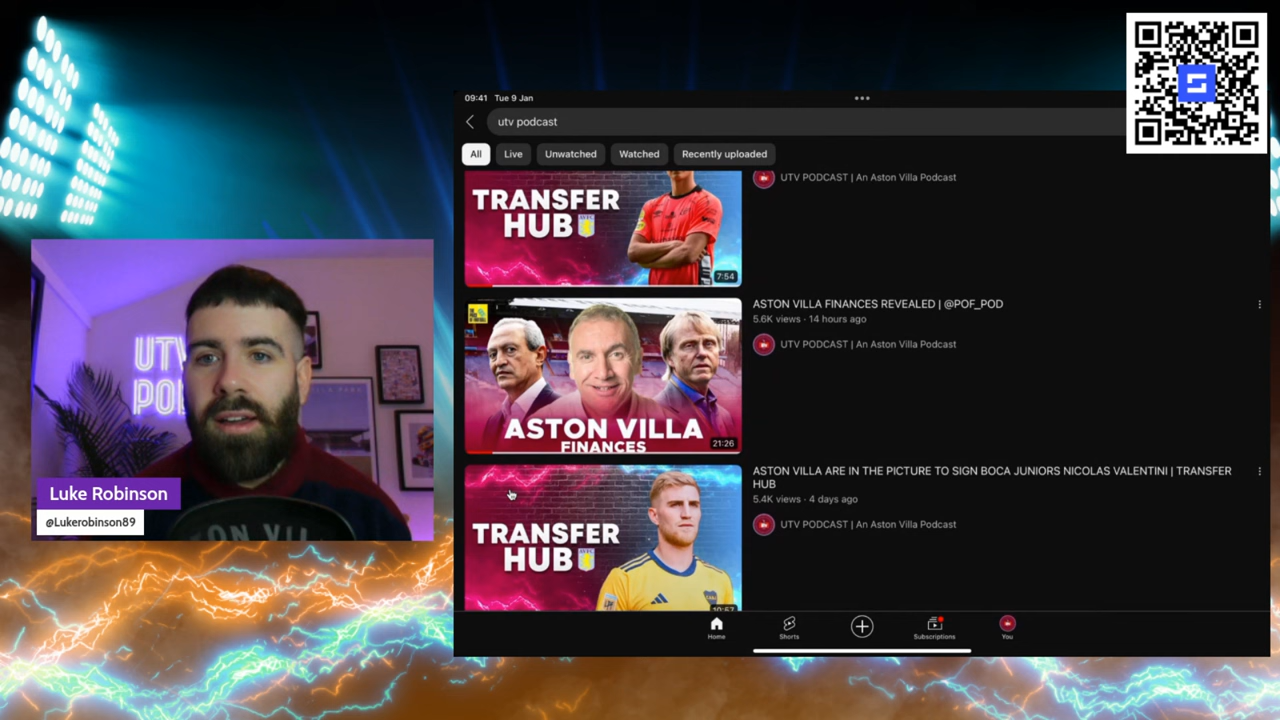 09:41 Tue 9 Jan
utv podcast
All Live Unwatched Watched Recently uploaded
TRANSFER
HUB
7:54
UTV PODCAST | An Aston Villa Podcast
ASTON VILLA
FINANCES
21:26
ASTON VILLA FINANCES REVEALED | @POF_POD
5.6K views · 14 hours ago
UTV PODCAST | An Aston Villa Podcast
TRANSFER
HUB
10:57
ASTON VILLA ARE IN THE PICTURE TO SIGN BOCA JUNIORS NICOLAS VALENTINI | TRANSFER
HUB
5.4K views · 4 days ago
UTV PODCAST | An Aston Villa Podcast
Home Shorts Subscriptions You
UTV
POD
Luke Robinson
@Lukerobinson89